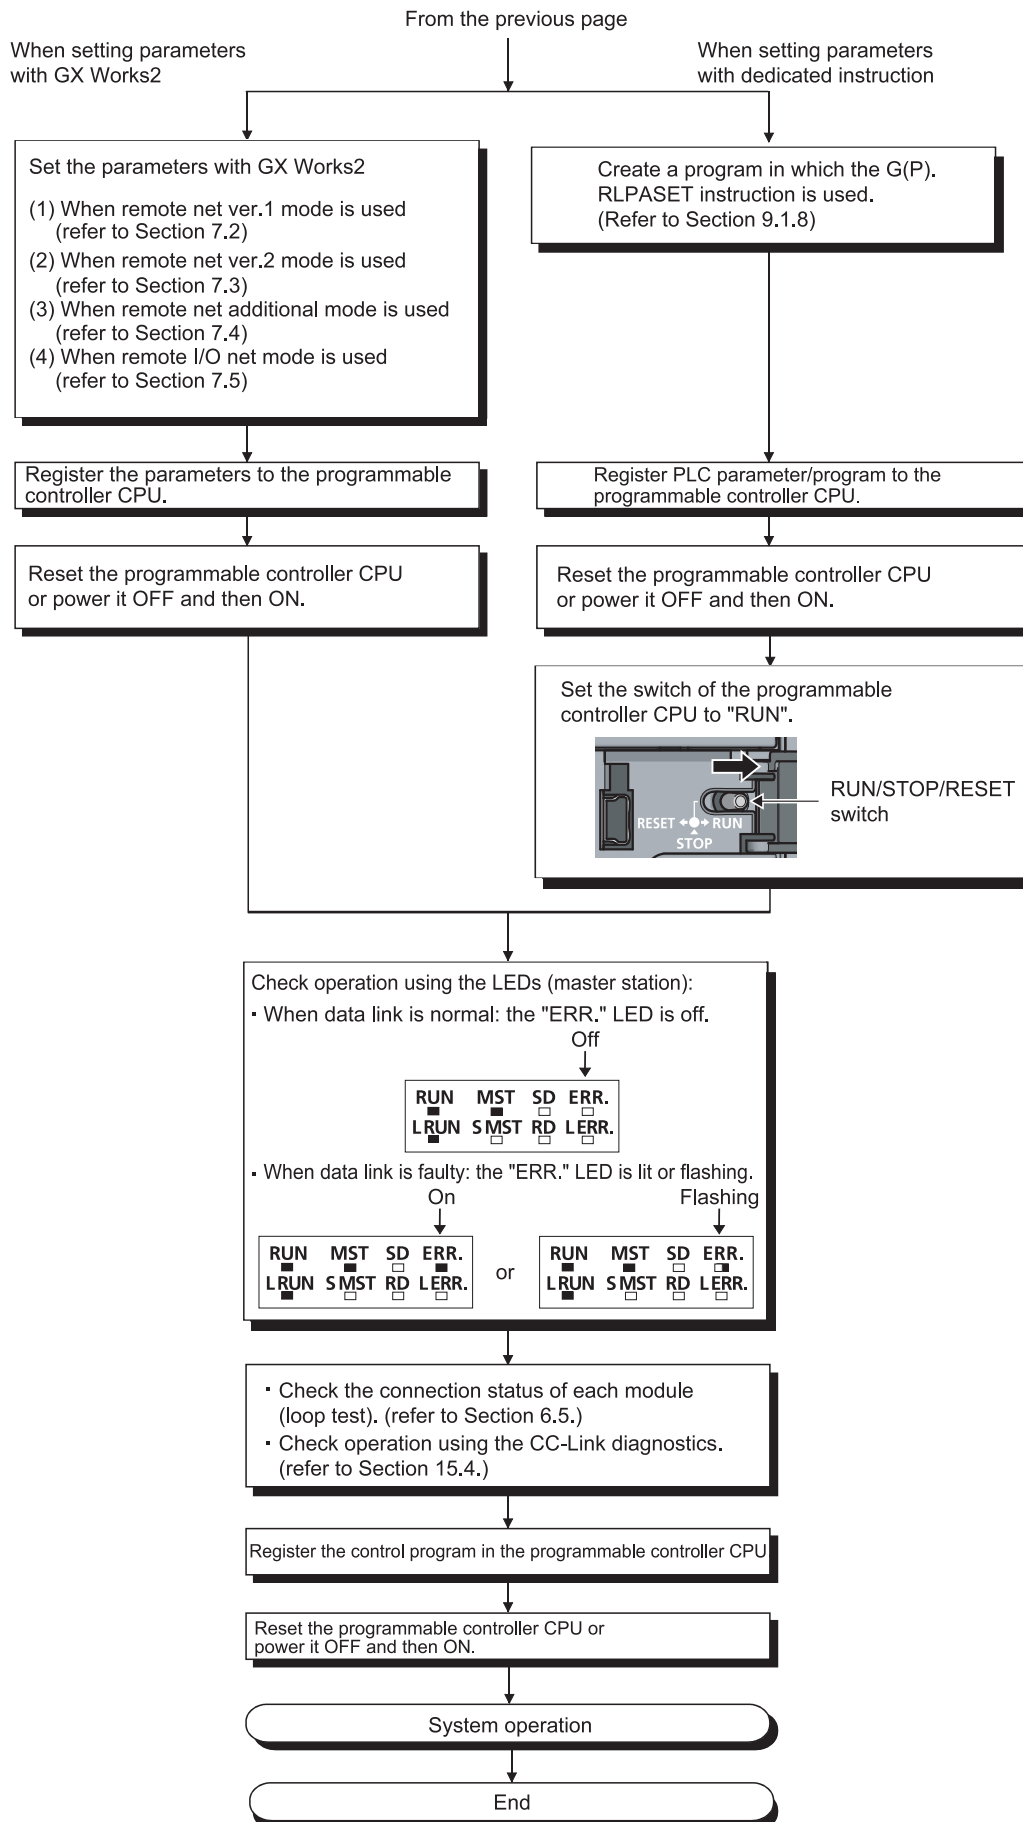 From the previous page
When setting parameters
with GX Works2
When setting parameters
with dedicated instruction
Set the parameters with GX Works2
(1) When remote net ver.1 mode is used
(refer to Section 7.2)
(2) When remote net ver.2 mode is used
(refer to Section 7.3)
(3) When remote net additional mode is used
(refer to Section 7.4)
(4) When remote I/O net mode is used
(refer to Section 7.5)
Create a program in which the G(P).
RLPASET instruction is used.
(Refer to Section 9.1.8)
Register the parameters to the programmable
controller CPU.
Register PLC parameter/program to the
programmable controller CPU.
Reset the programmable controller CPU
or power it OFF and then ON.
Reset the programmable controller CPU
or power it OFF and then ON.
Set the switch of the programmable
controller CPU to "RUN".
RESET RUN
STOP
RUN/STOP/RESET
switch
Check operation using the LEDs (master station):
· When data link is normal: the "ERR." LED is off.
Off
RUN MST SD ERR.
L RUN S MST RD L ERR.
· When data link is faulty: the "ERR." LED is lit or flashing.
On
RUN MST SD ERR.
L RUN S MST RD L ERR.
or
Flashing
RUN MST SD ERR.
L RUN S MST RD L ERR.
· Check the connection status of each module
(loop test). (refer to Section 6.5.)
· Check operation using the CC-Link diagnostics.
(refer to Section 15.4.)
Register the control program in the programmable controller CPU
Reset the programmable controller CPU or
power it OFF and then ON.
System operation
End